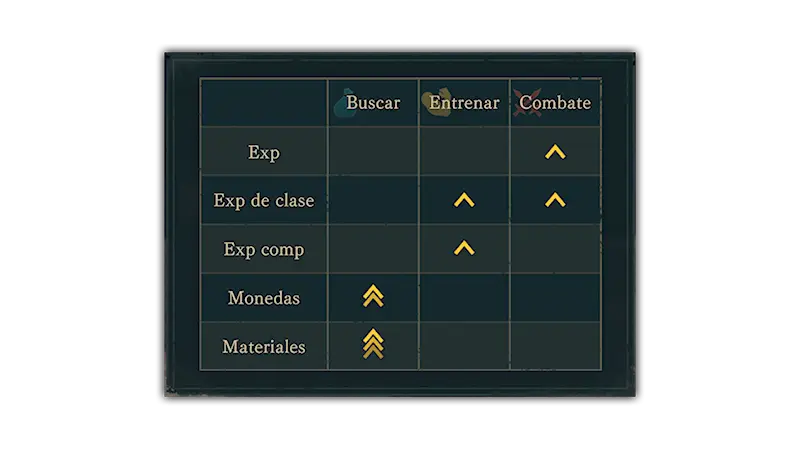 Buscar Entrenar Combate
Exp
Exp de clase
Exp comp
Monedas
Materiales